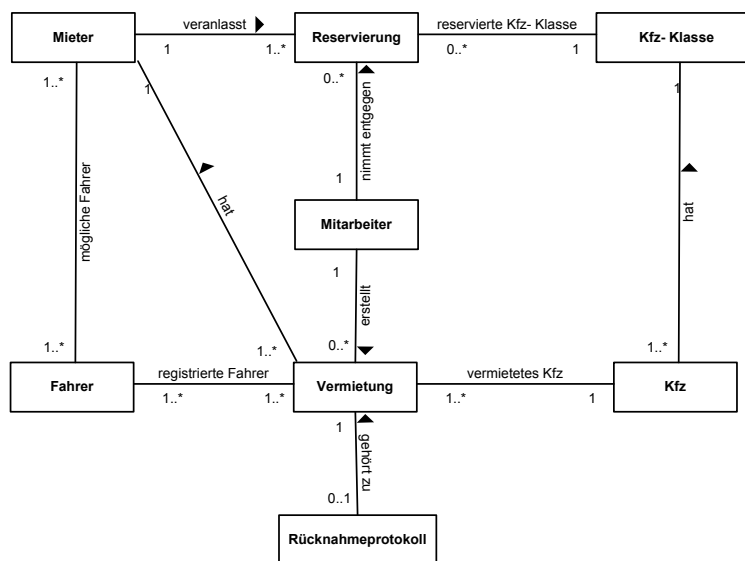 Mieter
veranlasst
1
1..*
Reservierung
reservierte Kfz- Klasse
0..*
1
Kfz- Klasse
1..*
1
0..*
1
nimmt entgegen
mögliche Fahrer
hat
1
Mitarbeiter
hat
1
erstellt
1..*
1..*
0..*
1..*
Fahrer
registrierte Fahrer
1..*
1..*
Vermietung
vermietetes Kfz
1..*
1
Kfz
1
gehört zu
0..1
Rücknahmeprotokoll